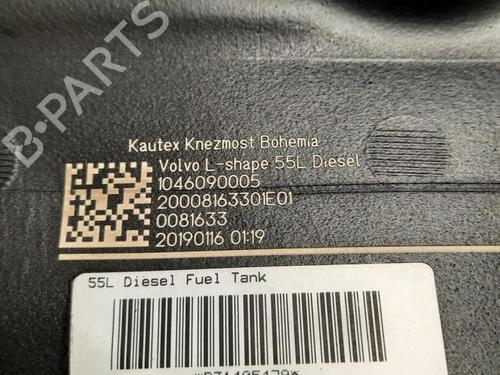 Kautex Knezmost Bohemia
Volvo L-shape 55L Diesel
1046090005
20008163301E01
0081633
20190116 01:19
55L Diesel Fuel Tank
B-Parts